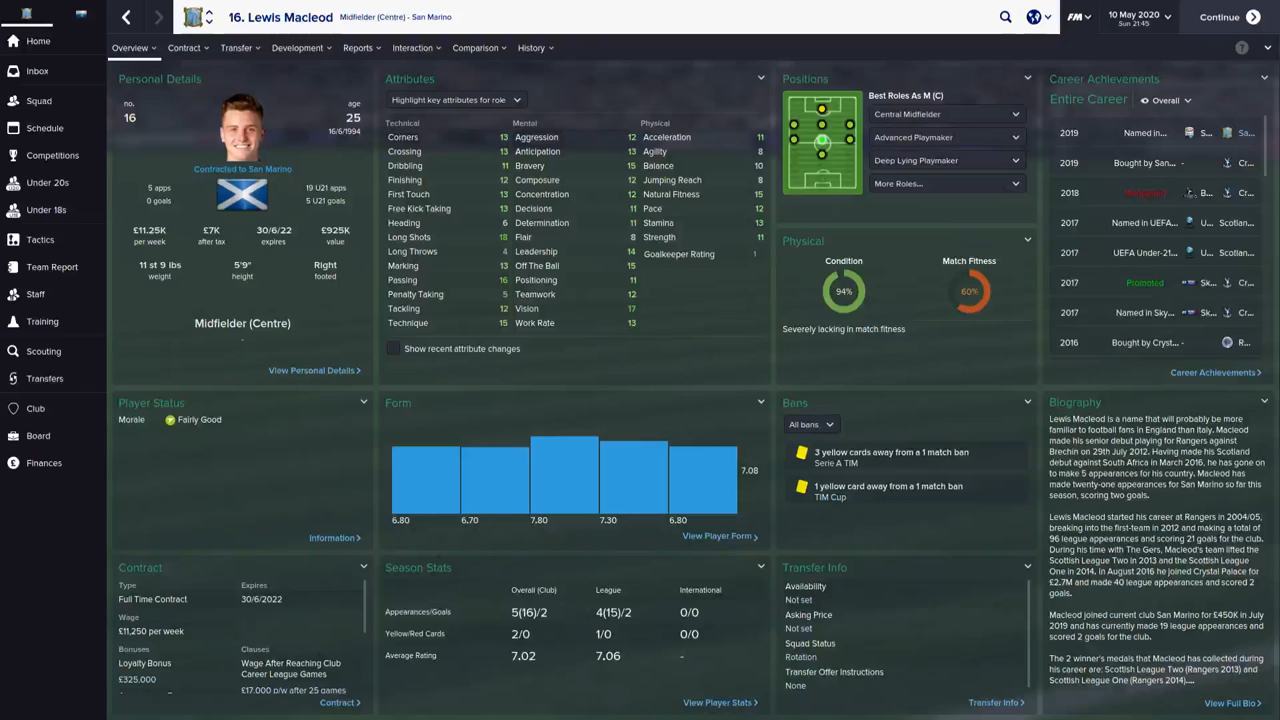 16. Lewis Macleod
Midfielder (Centre) - San Marino
FM
10 May 2020
Sun 21:45
Continue
Overview
Contract
Transfer
Development
Reports
Interaction
Comparison
History
Home
Inbox
Squad
Schedule
Competitions
Under 20s
Under 18s
Tactics
Team Report
Staff
Training
Scouting
Transfers
Club
Board
Finances
Personal Details
no.
16
age
25
16/6/1994
Contracted to San Marino
5 apps
0 goals
19 U21 apps
5 U21 goals
£11.25K
per week
£7K
after tax
30/6/22
expires
£925K
value
11 st 9 lbs
weight
5'9"
height
Right
footed
Midfielder (Centre)
-
View Personal Details >
Attributes
Highlight key attributes for role
Technical
Corners 13
Crossing 13
Dribbling 11
Finishing 12
First Touch 13
Free Kick Taking 13
Heading 6
Long Shots 18
Long Throws 4
Marking 13
Passing 16
Penalty Taking 5
Tackling 12
Technique 15
Mental
Aggression 12
Anticipation 13
Bravery 15
Composure 12
Concentration 12
Decisions 11
Determination 11
Flair 8
Leadership 14
Off The Ball 15
Positioning 11
Teamwork 12
Vision 17
Work Rate 13
Physical
Acceleration 11
Agility 8
Balance 10
Jumping Reach 8
Natural Fitness 15
Pace 12
Stamina 13
Strength 11
Goalkeeper Rating 1
Show recent attribute changes
Positions
Best Roles As M (C)
Central Midfielder
Advanced Playmaker
Deep Lying Playmaker
More Roles...
Physical
Condition
94%
Match Fitness
60%
Severely lacking in match fitness
Career Achievements
Entire Career
Overall
2019 Named in... S... Sa...
2019 Bought by San... - Cr...
2018 B... Cr...
2017 Named in UEFA... U... Scotlan...
2017 UEFA Under-21... U... Scotlan...
2017 Promoted Sk... Cr...
2017 Named in Sky... Sk... Cr...
2016 Bought by Cryst... - R...
Career Achievements >
Player Status
Morale Fairly Good
Information >
Form
7.08
6.80 6.70 7.80 7.30 6.80
View Player Form >
Bans
All bans
3 yellow cards away from a 1 match ban
Serie A TIM
1 yellow card away from a 1 match ban
TIM Cup
Biography
Lewis Macleod is a name that will probably be more
familiar to football fans in England than Italy. Macleod
made his senior debut playing for Rangers against
Brechin on 29th July 2012. Having made his Scotland
debut against South Africa in March 2016, he has gone on
to make 5 appearances for his country. Macleod has
made twenty-one appearances for San Marino so far this
season, scoring two goals.
Lewis Macleod started his career at Rangers in 2004/05,
breaking into the first-team in 2012 and making a total of
96 league appearances and scoring 21 goals for the club.
During his time with The Gers, Macleod's team lifted the
Scottish League Two in 2013 and the Scottish League
One in 2014. In August 2016 he joined Crystal Palace for
£2.7M and made 40 league appearances and scored 2
goals.
Macleod joined current club San Marino for £450K in July
2019 and has currently made 19 league appearances and
scored 2 goals for the club.
The 2 winner's medals that Macleod has collected during
his career are: Scottish League Two (Rangers 2013) and
Scottish League One (Rangers 2014)....
View Full Bio >
Contract
Type
Full Time Contract
Expires
30/6/2022
Wage
£11,250 per week
Bonuses
Loyalty Bonus
£325,000
Clauses
Wage After Reaching Club
Career League Games
£17,000 p/w after 25 games
Contract >
Season Stats
Overall (Club) League International
Appearances/Goals 5(16)/2 4(15)/2 0/0
Yellow/Red Cards 2/0 1/0 0/0
Average Rating 7.02 7.06 -
View Player Stats >
Transfer Info
Availability
Not set
Asking Price
Not set
Squad Status
Rotation
Transfer Offer Instructions
None
Transfer Info >